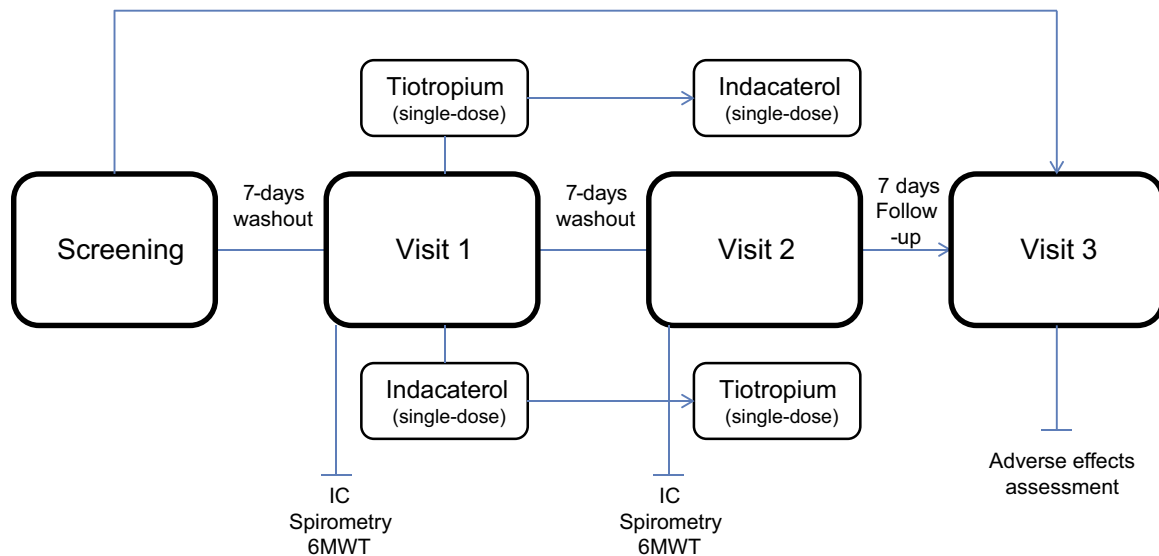 Tiotropium
(single-dose)
Indacaterol
(single-dose)
Screening
7-days
washout
Visit 1
7-days
washout
Visit 2
7 days
Follow
-up
Visit 3
Indacaterol
(single-dose)
Tiotropium
(single-dose)
IC
Spirometry
6MWT
IC
Spirometry
6MWT
Adverse effects
assessment